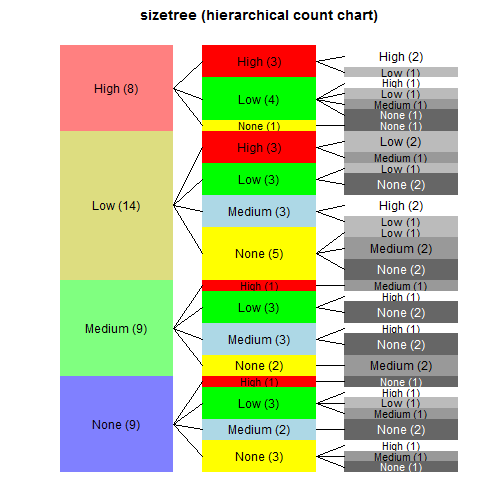 sizetree (hierarchical count chart)
High (8)
High (3)
High (2)
Low (1)
Low (4)
High (1)
Low (1)
Medium (1)
None (1)
None (1)
None (1)
Low (14)
High (3)
Low (2)
Medium (1)
Low (3)
Low (1)
None (2)
Medium (3)
High (2)
Low (1)
None (5)
Low (1)
Medium (2)
None (2)
Medium (9)
High (1)
Medium (1)
Low (3)
High (1)
None (2)
Medium (3)
High (1)
None (2)
None (2)
Medium (2)
None (9)
High (1)
None (1)
Low (3)
High (1)
Low (1)
Medium (1)
Medium (2)
None (2)
None (3)
High (1)
Medium (1)
None (1)